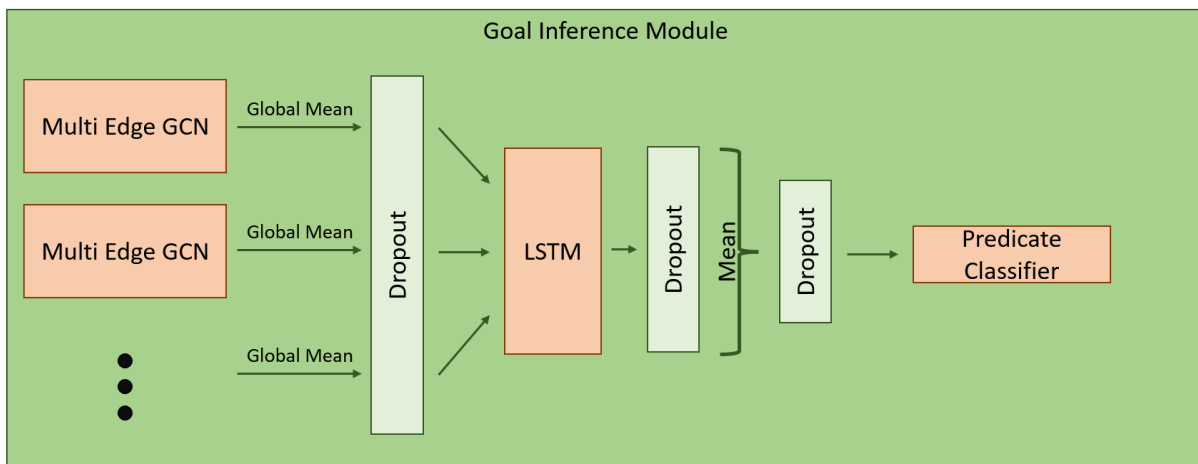 Goal Inference Module
Multi Edge GCN
Global Mean
Multi Edge GCN
Global Mean
Global Mean
Dropout
LSTM
Dropout
Mean
Dropout
Predicate
Classifier